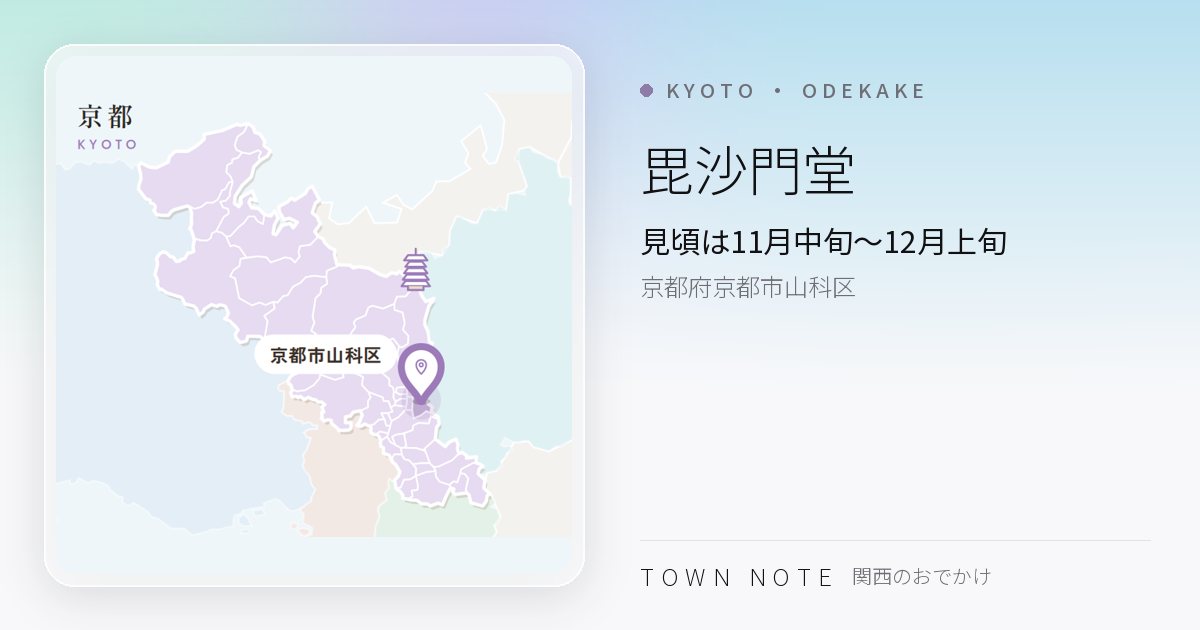 京都
KYOTO
京都市山科区
KYOTO • ODEKAKE
毘沙門堂
見頃は11月中旬〜12月上旬
京都府京都市山科区
TOWN NOTE 関西のおでかけ